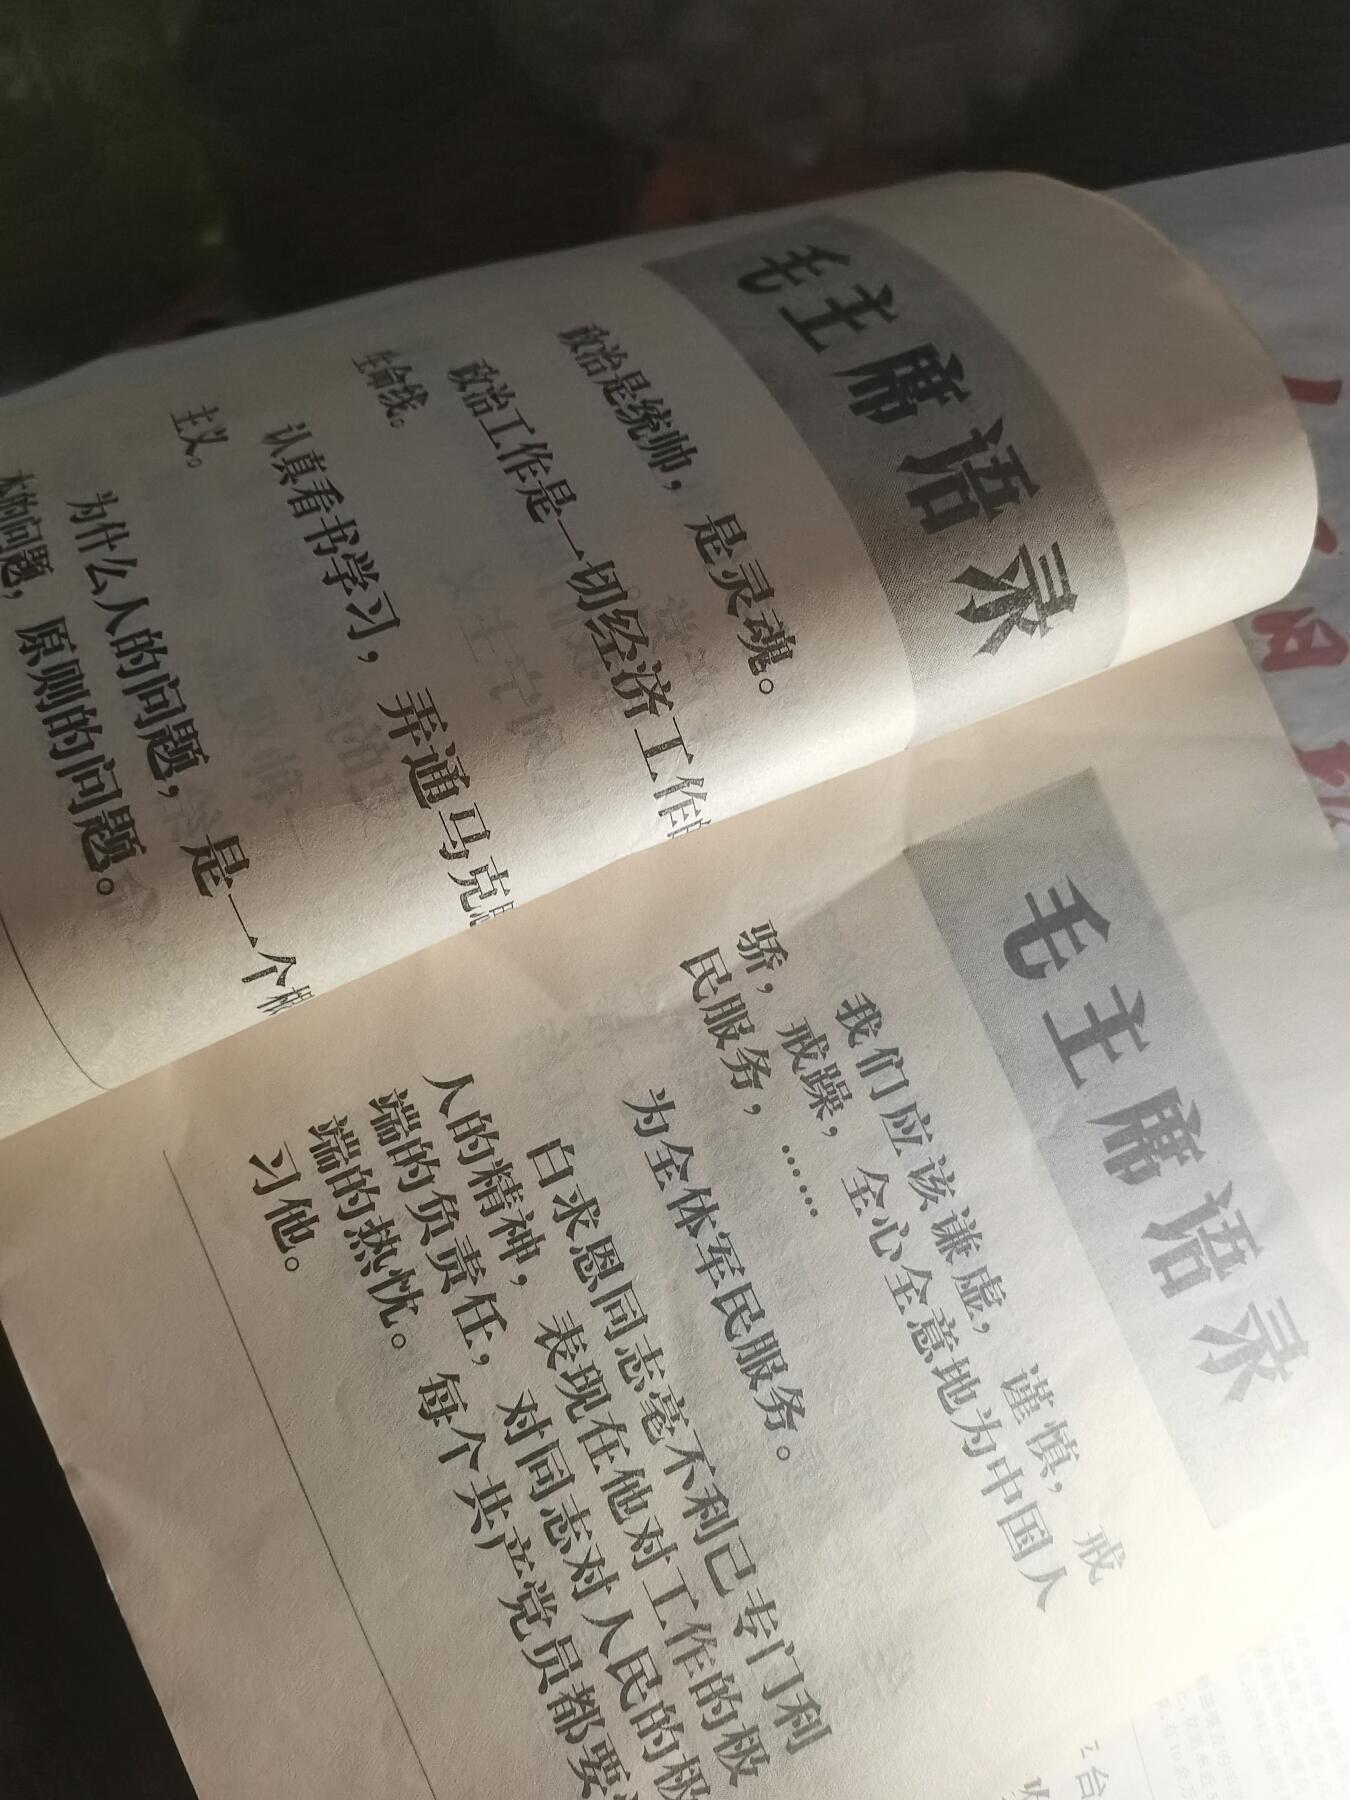 毛主席语录
政治是统帅，是灵魂。
政治工作是一切经济工作的
生命线。
认真看书学习，弄通马克思
主义。
为什么人的问题，是一个根
本的问题，原则的问题。
毛主席语录
我们应该谦虚，谨慎，戒
骄，戒躁，全心全意地为中国人
民服务，……
为全体军民服务。
白求恩同志毫不利己专门利
人的精神，表现在他对工作的极
端的负责任，对同志对人民的极
端的热忱。每个共产党员都要
习他。